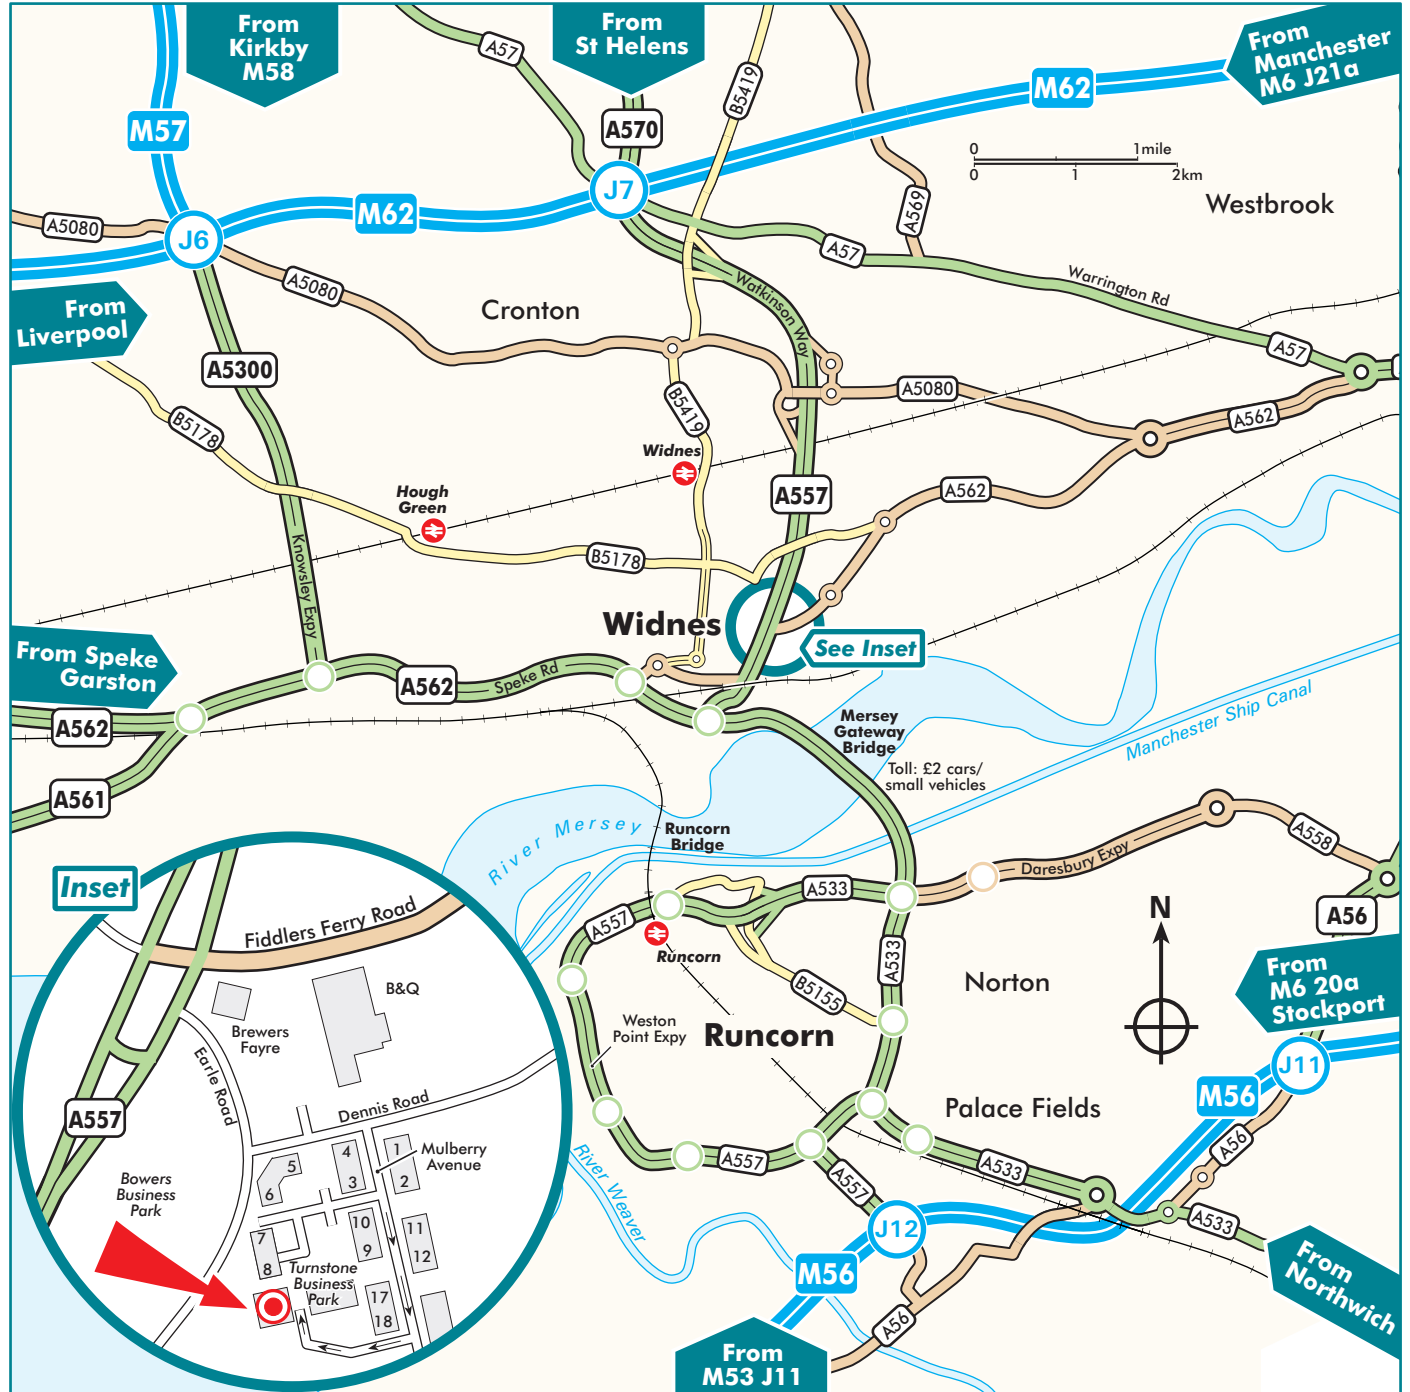 From
Kirkby
M58
From
St Helens
From
Manchester
M6 J21a
A57
B5419
M62
M57
A570
0
1mile
0
1
2km
J7
Westbrook
A569
M62
A5080
J6
A57
A5080
Watkinson Way
Warrington Rd
From
Liverpool
Cronton
A5300
A57
A5080
B5419
A562
B5178
Widnes
A557
A562
Hough
Green
Knowsley Expy
B5178
Widnes
See Inset
From Speke
Garston
A562
Speke Rd
A562
Mersey
Gateway
Bridge
Manchester Ship Canal
Toll: £2 cars/
small vehicles
A561
River Mersey
Runcorn
Bridge
A558
Daresbury Expy
A533
A557
A56
N
Runcorn
A533
Norton
B5155
From
M6 20a
Stockport
Weston
Point Expy
Runcorn
J11
M56
Palace Fields
A56
A557
A533
A557
River Weaver
A533
J12
M56
From
Northwich
A56
From
M53 J11
Inset
Fiddlers Ferry Road
B&Q
Brewers
Fayre
Earle Road
A557
Dennis Road
Mulberry
Avenue
4
1
5
3
2
6
Bowers
Business
Park
10
11
7
9
12
8
Turnstone
Business
Park
17
18